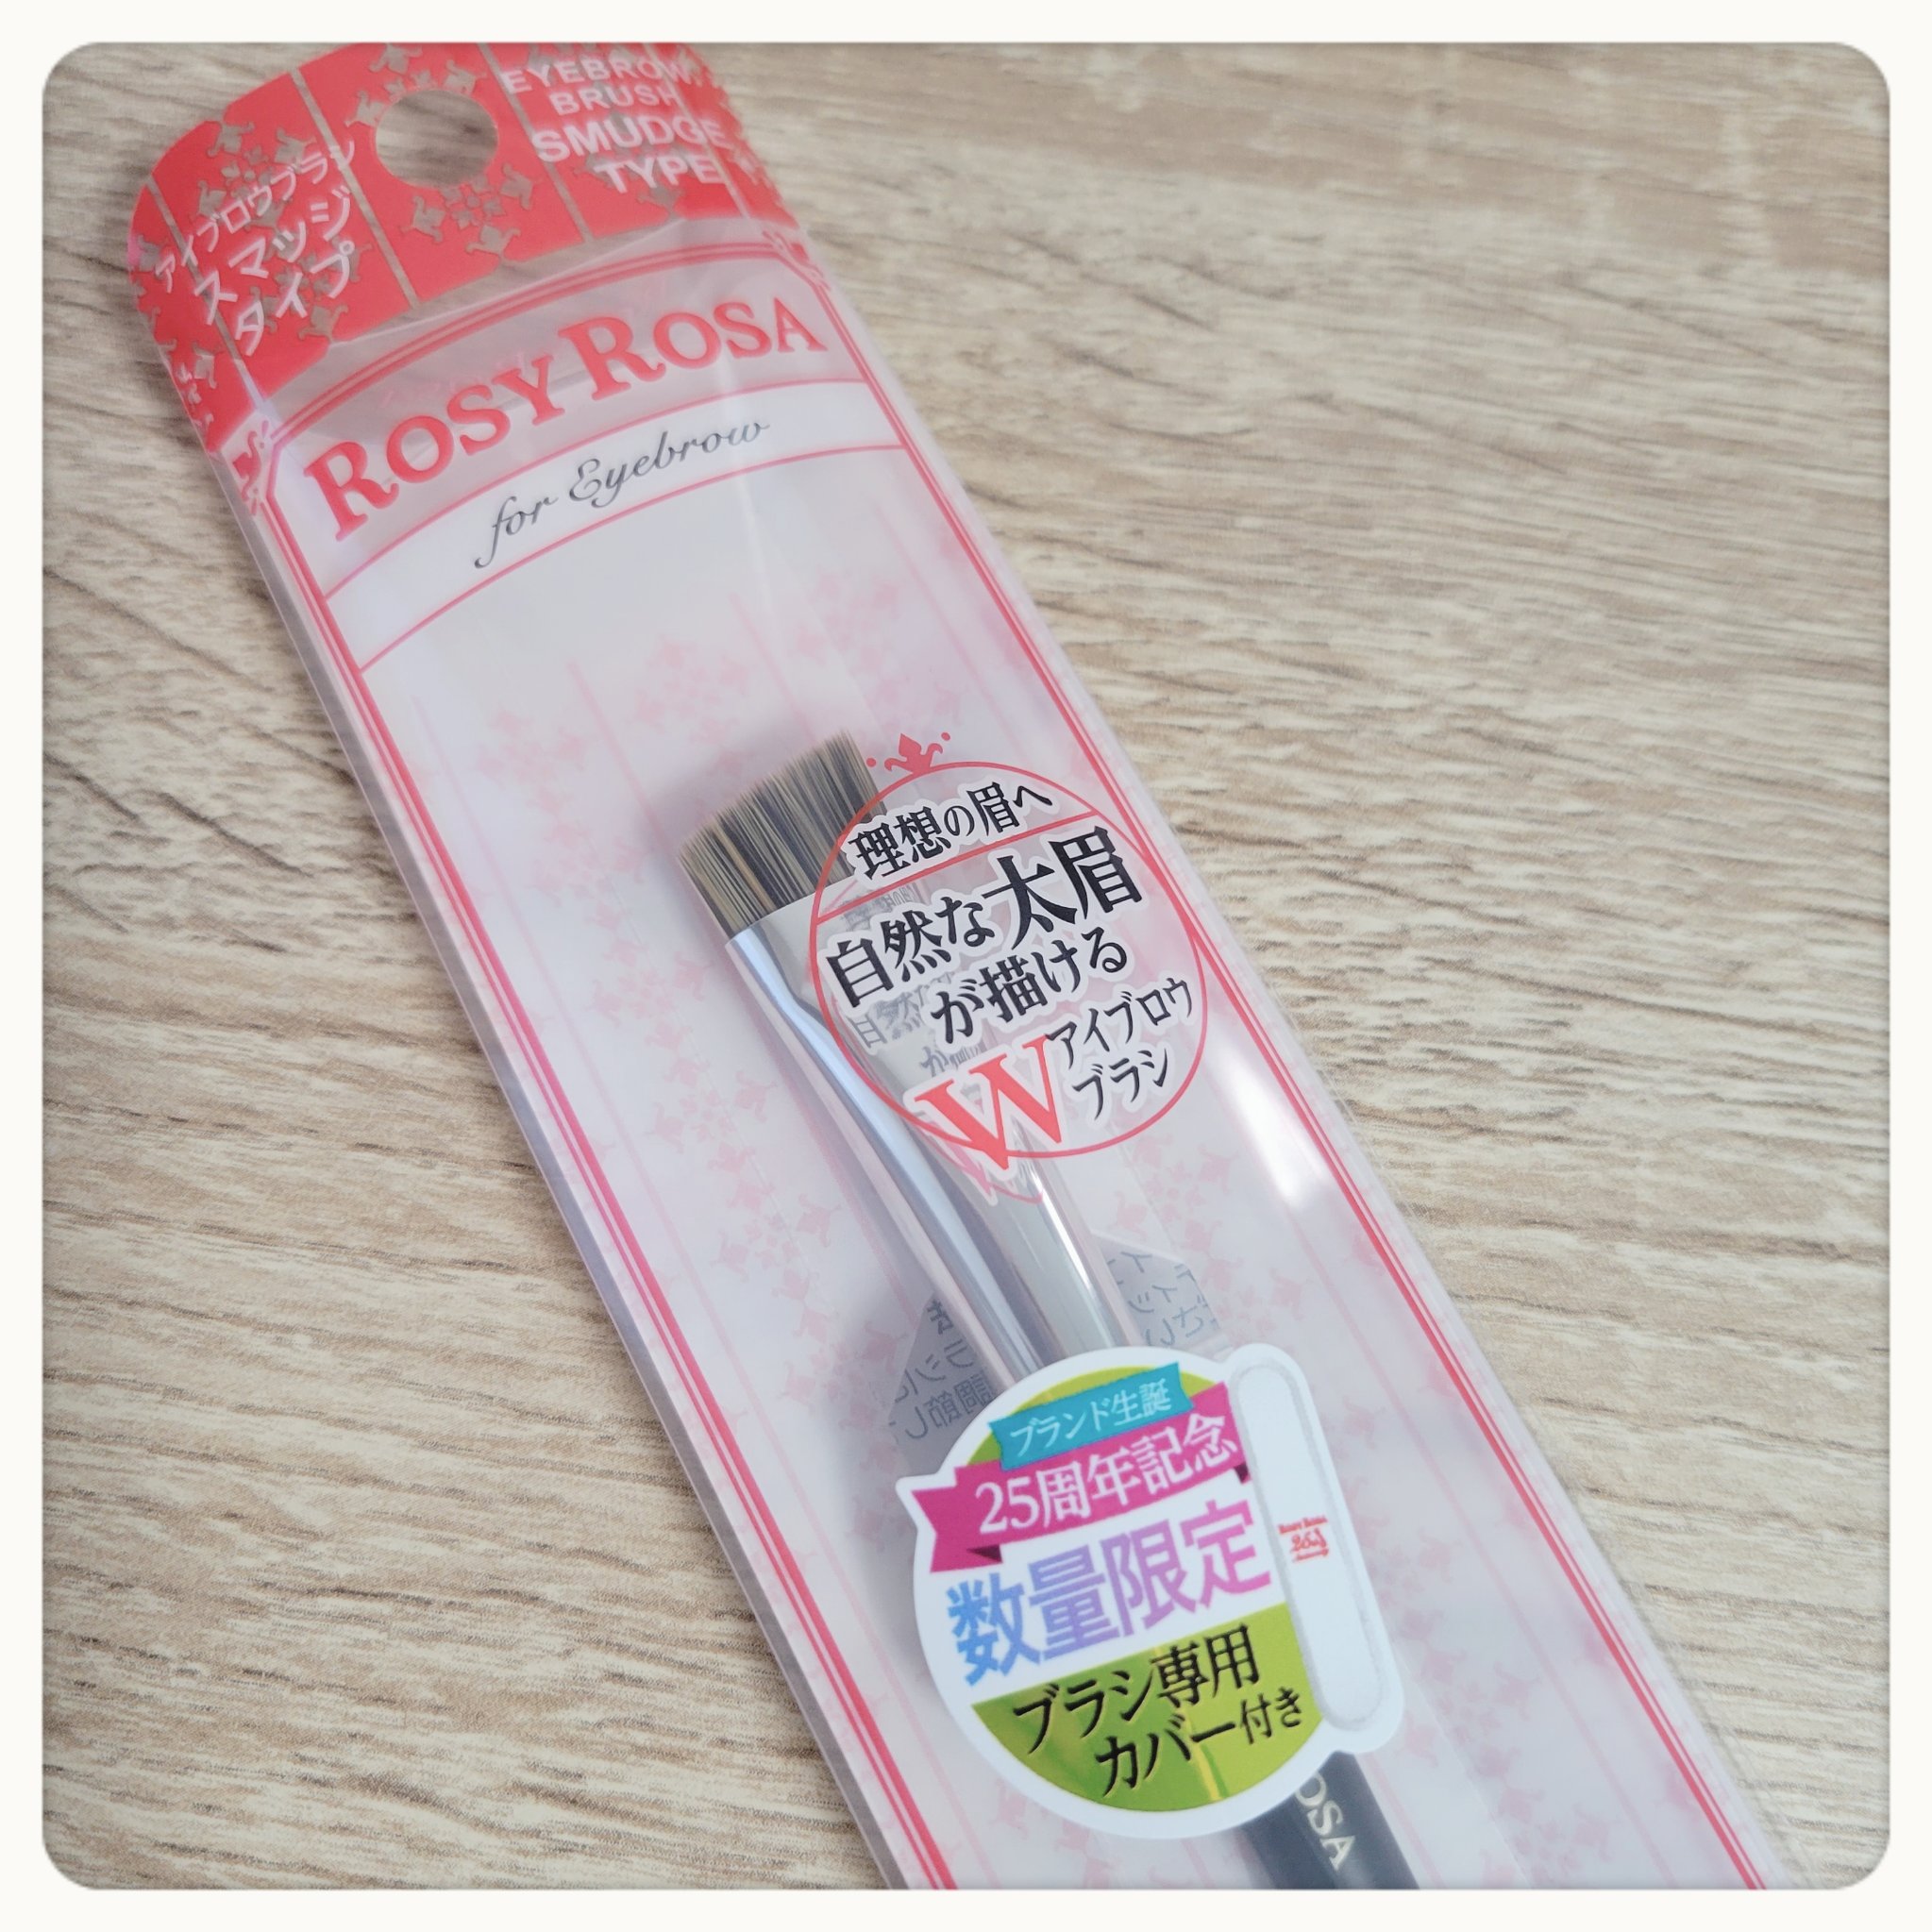 EYEBROW
BRUSH
SMUDGE
TYPE
アイブロウブラシ
スマッジ
タイプ
ROSY ROSA
for Eyebrow
理想の眉へ
自然な太眉
が描ける
W アイブロウ
ブラシ
ブランド生誕
25周年記念
数量限定
ブラシ専用
カバー付き
OSA